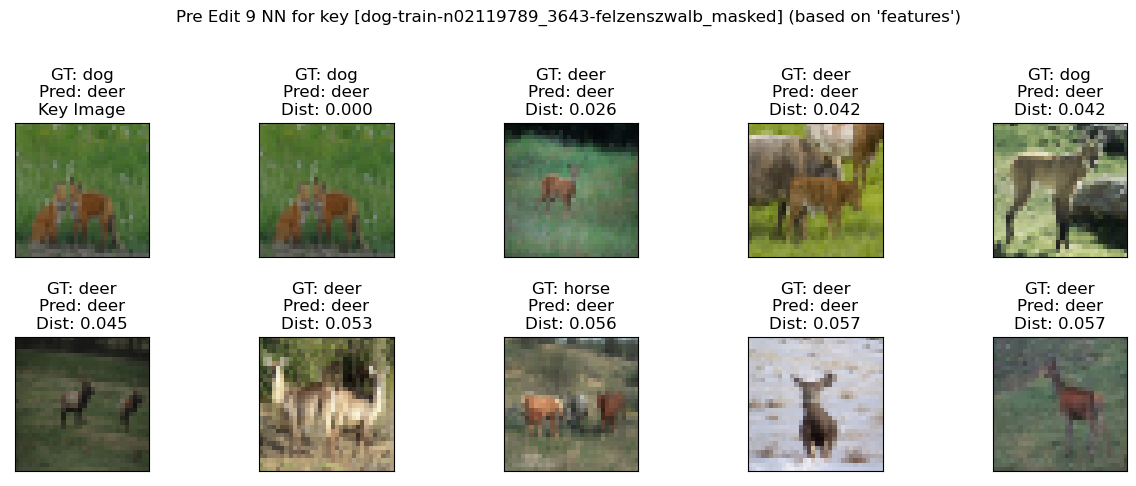 Pre Edit 9 NN for key [dog-train-n02119789_3643-felzenszwalb_masked] (based on 'features')
GT: dog
Pred: deer
Key Image
GT: dog
Pred: deer
Dist: 0.000
GT: deer
Pred: deer
Dist: 0.026
GT: deer
Pred: deer
Dist: 0.042
GT: dog
Pred: deer
Dist: 0.042
GT: deer
Pred: deer
Dist: 0.045
GT: deer
Pred: deer
Dist: 0.053
GT: horse
Pred: deer
Dist: 0.056
GT: deer
Pred: deer
Dist: 0.057
GT: deer
Pred: deer
Dist: 0.057